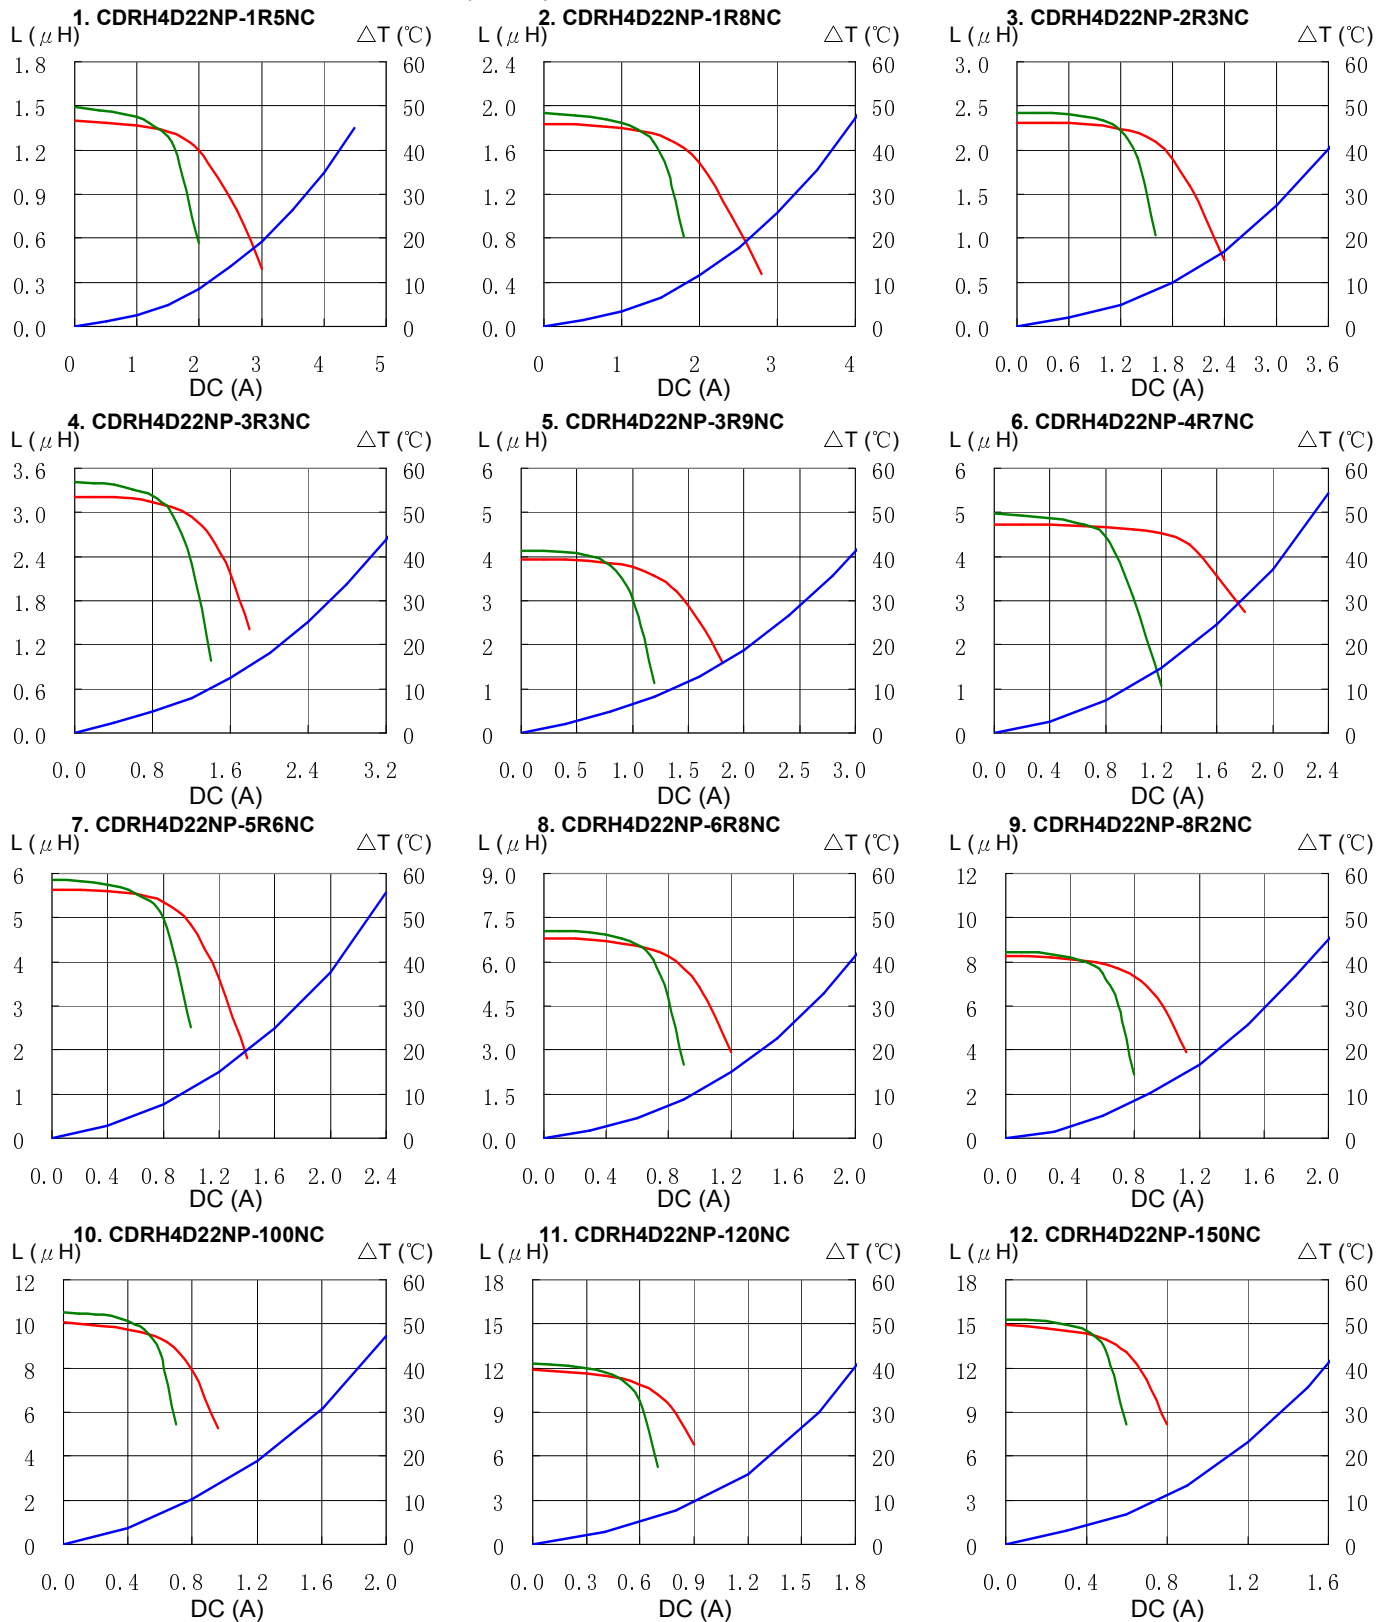 1. CDRH4D22NP-1R5NC
L (μH) △T (℃)
1.8 60
1.5 50
1.2 40
0.9 30
0.6 20
0.3 10
0.0 0
0 1 2 3 4 5
DC (A)
2. CDRH4D22NP-1R8NC
L (μH) △T (℃)
2.4 60
2.0 50
1.6 40
1.2 30
0.8 20
0.4 10
0.0 0
0 1 2 3 4
DC (A)
3. CDRH4D22NP-2R3NC
L (μH) △T (℃)
3.0 60
2.5 50
2.0 40
1.5 30
1.0 20
0.5 10
0.0 0
0.0 0.6 1.2 1.8 2.4 3.0 3.6
DC (A)
4. CDRH4D22NP-3R3NC
L (μH) △T (℃)
3.6 60
3.0 50
2.4 40
1.8 30
1.2 20
0.6 10
0.0 0
0.0 0.8 1.6 2.4 3.2
DC (A)
5. CDRH4D22NP-3R9NC
L (μH) △T (℃)
6 60
5 50
4 40
3 30
2 20
1 10
0 0
0.0 0.5 1.0 1.5 2.0 2.5 3.0
DC (A)
6. CDRH4D22NP-4R7NC
L (μH) △T (℃)
6 60
5 50
4 40
3 30
2 20
1 10
0 0
0.0 0.4 0.8 1.2 1.6 2.0 2.4
DC (A)
7. CDRH4D22NP-5R6NC
L (μH) △T (℃)
6 60
5 50
4 40
3 30
2 20
1 10
0 0
0.0 0.4 0.8 1.2 1.6 2.0 2.4
DC (A)
8. CDRH4D22NP-6R8NC
L (μH) △T (℃)
9.0 60
7.5 50
6.0 40
4.5 30
3.0 20
1.5 10
0.0 0
0.0 0.4 0.8 1.2 1.6 2.0
DC (A)
9. CDRH4D22NP-8R2NC
L (μH) △T (℃)
12 60
10 50
8 40
6 30
4 20
2 10
0 0
0.0 0.4 0.8 1.2 1.6 2.0
DC (A)
10. CDRH4D22NP-100NC
L (μH) △T (℃)
12 60
10 50
8 40
6 30
4 20
2 10
0 0
0.0 0.4 0.8 1.2 1.6 2.0
DC (A)
11. CDRH4D22NP-120NC
L (μH) △T (℃)
18 60
15 50
12 40
9 30
6 20
3 10
0 0
0.0 0.3 0.6 0.9 1.2 1.5 1.8
DC (A)
12. CDRH4D22NP-150NC
L (μH) △T (℃)
18 60
15 50
12 40
9 30
6 20
3 10
0 0
0.0 0.4 0.8 1.2 1.6
DC (A)